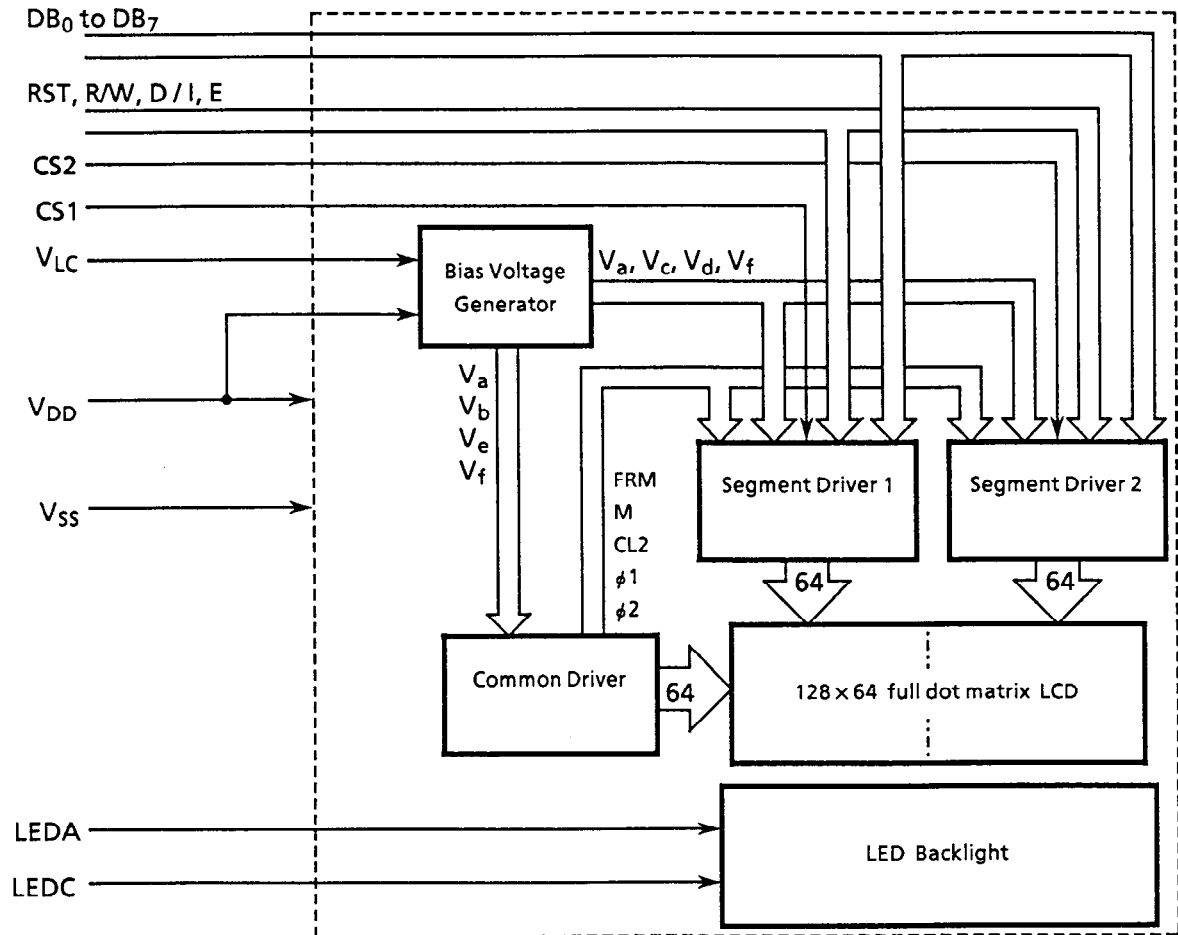 DB0 to DB7
RST, R/W, D / I, E
CS2
CS1
VLC
Bias Voltage
Generator
Va, Vc, Vd, Vf
VDD
Va
Vb
Ve
Vf
VSS
FRM
M
CL2
ϕ1
ϕ2
Segment Driver 1
Segment Driver 2
64
64
Common Driver
64
128 × 64 full dot matrix LCD
LEDA
LEDC
LED Backlight